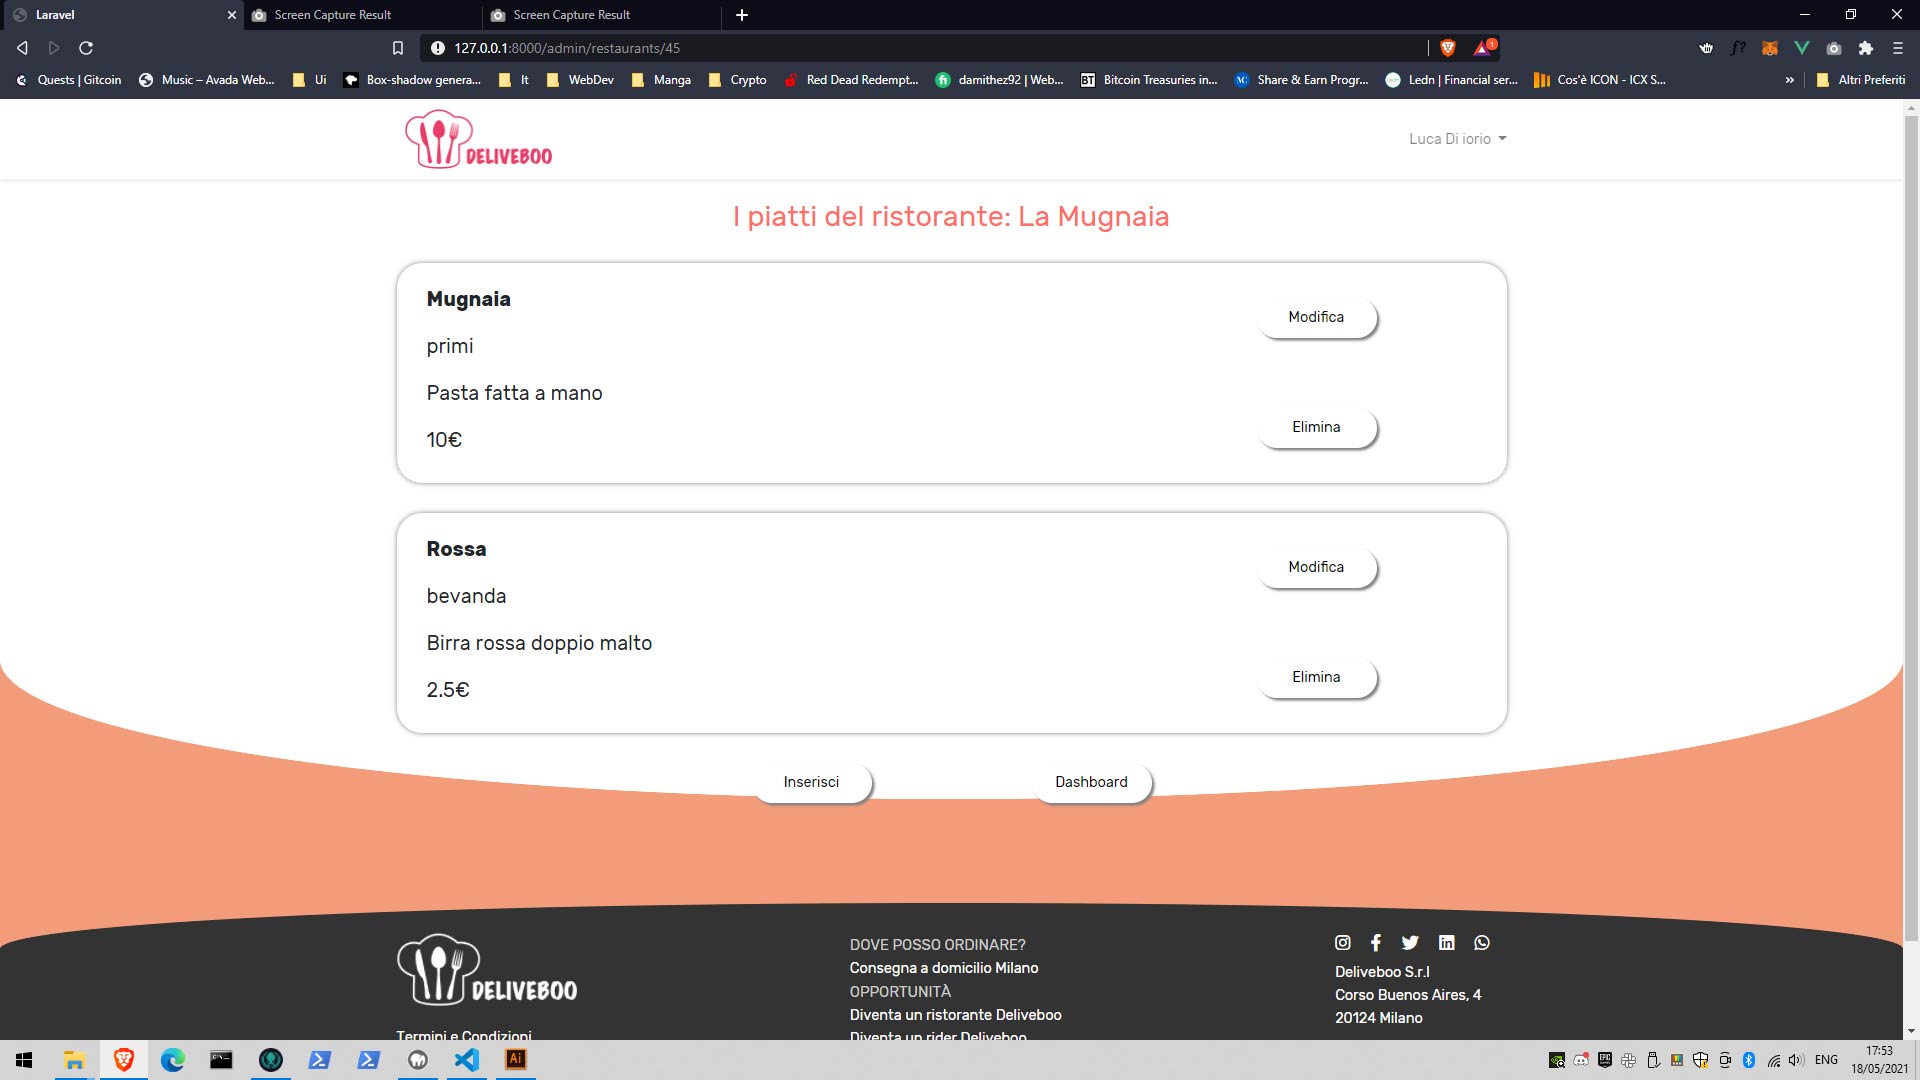 Laravel
Screen Capture Result
Screen Capture Result
127.0.0.1:8000/admin/restaurants/45
1
f?
Quests | Gitcoin
Music – Avada Web...
Ui
Box-shadow genera...
It
WebDev
Manga
Crypto
Red Dead Redempt...
damithez92 | Web...
BT
Bitcoin Treasuries in...
MC
Share & Earn Progr...
Ledn | Financial ser...
Cos'è ICON - ICX S...
»
Altri Preferiti
DELIVEBOO
Luca Di iorio
I piatti del ristorante: La Mugnaia
Mugnaia
primi
Pasta fatta a mano
10€
Modifica
Elimina
Rossa
bevanda
Birra rossa doppio malto
2.5€
Modifica
Elimina
Inserisci
Dashboard
DELIVEBOO
Termini e Condizioni
DOVE POSSO ORDINARE?
Consegna a domicilio Milano
OPPORTUNITÀ
Diventa un ristorante Deliveboo
Diventa un rider Deliveboo
Deliveboo S.r.l
Corso Buenos Aires, 4
20124 Milano
Ai
ENG
17:53
18/05/2021